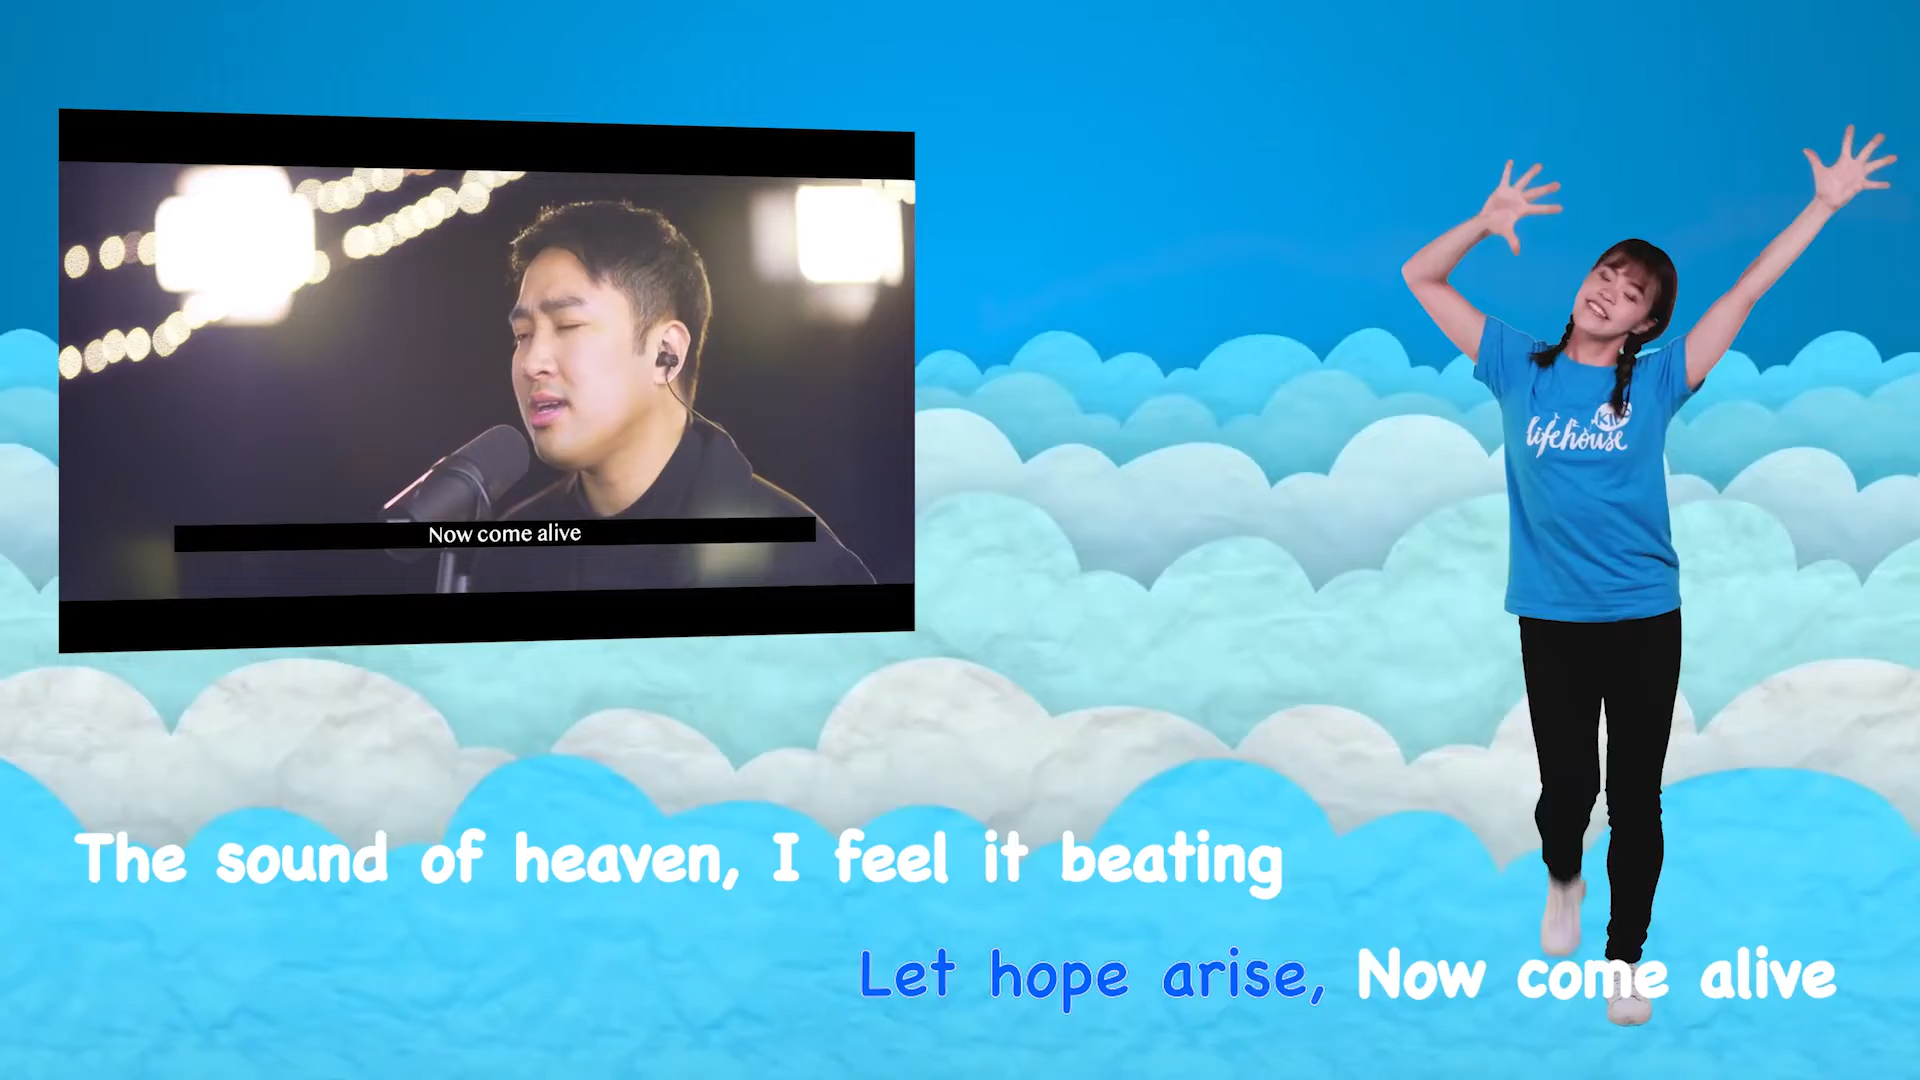 Now come alive
KIDS
lifehouse
The sound of heaven, I feel it beating
Let hope arise, Now come alive